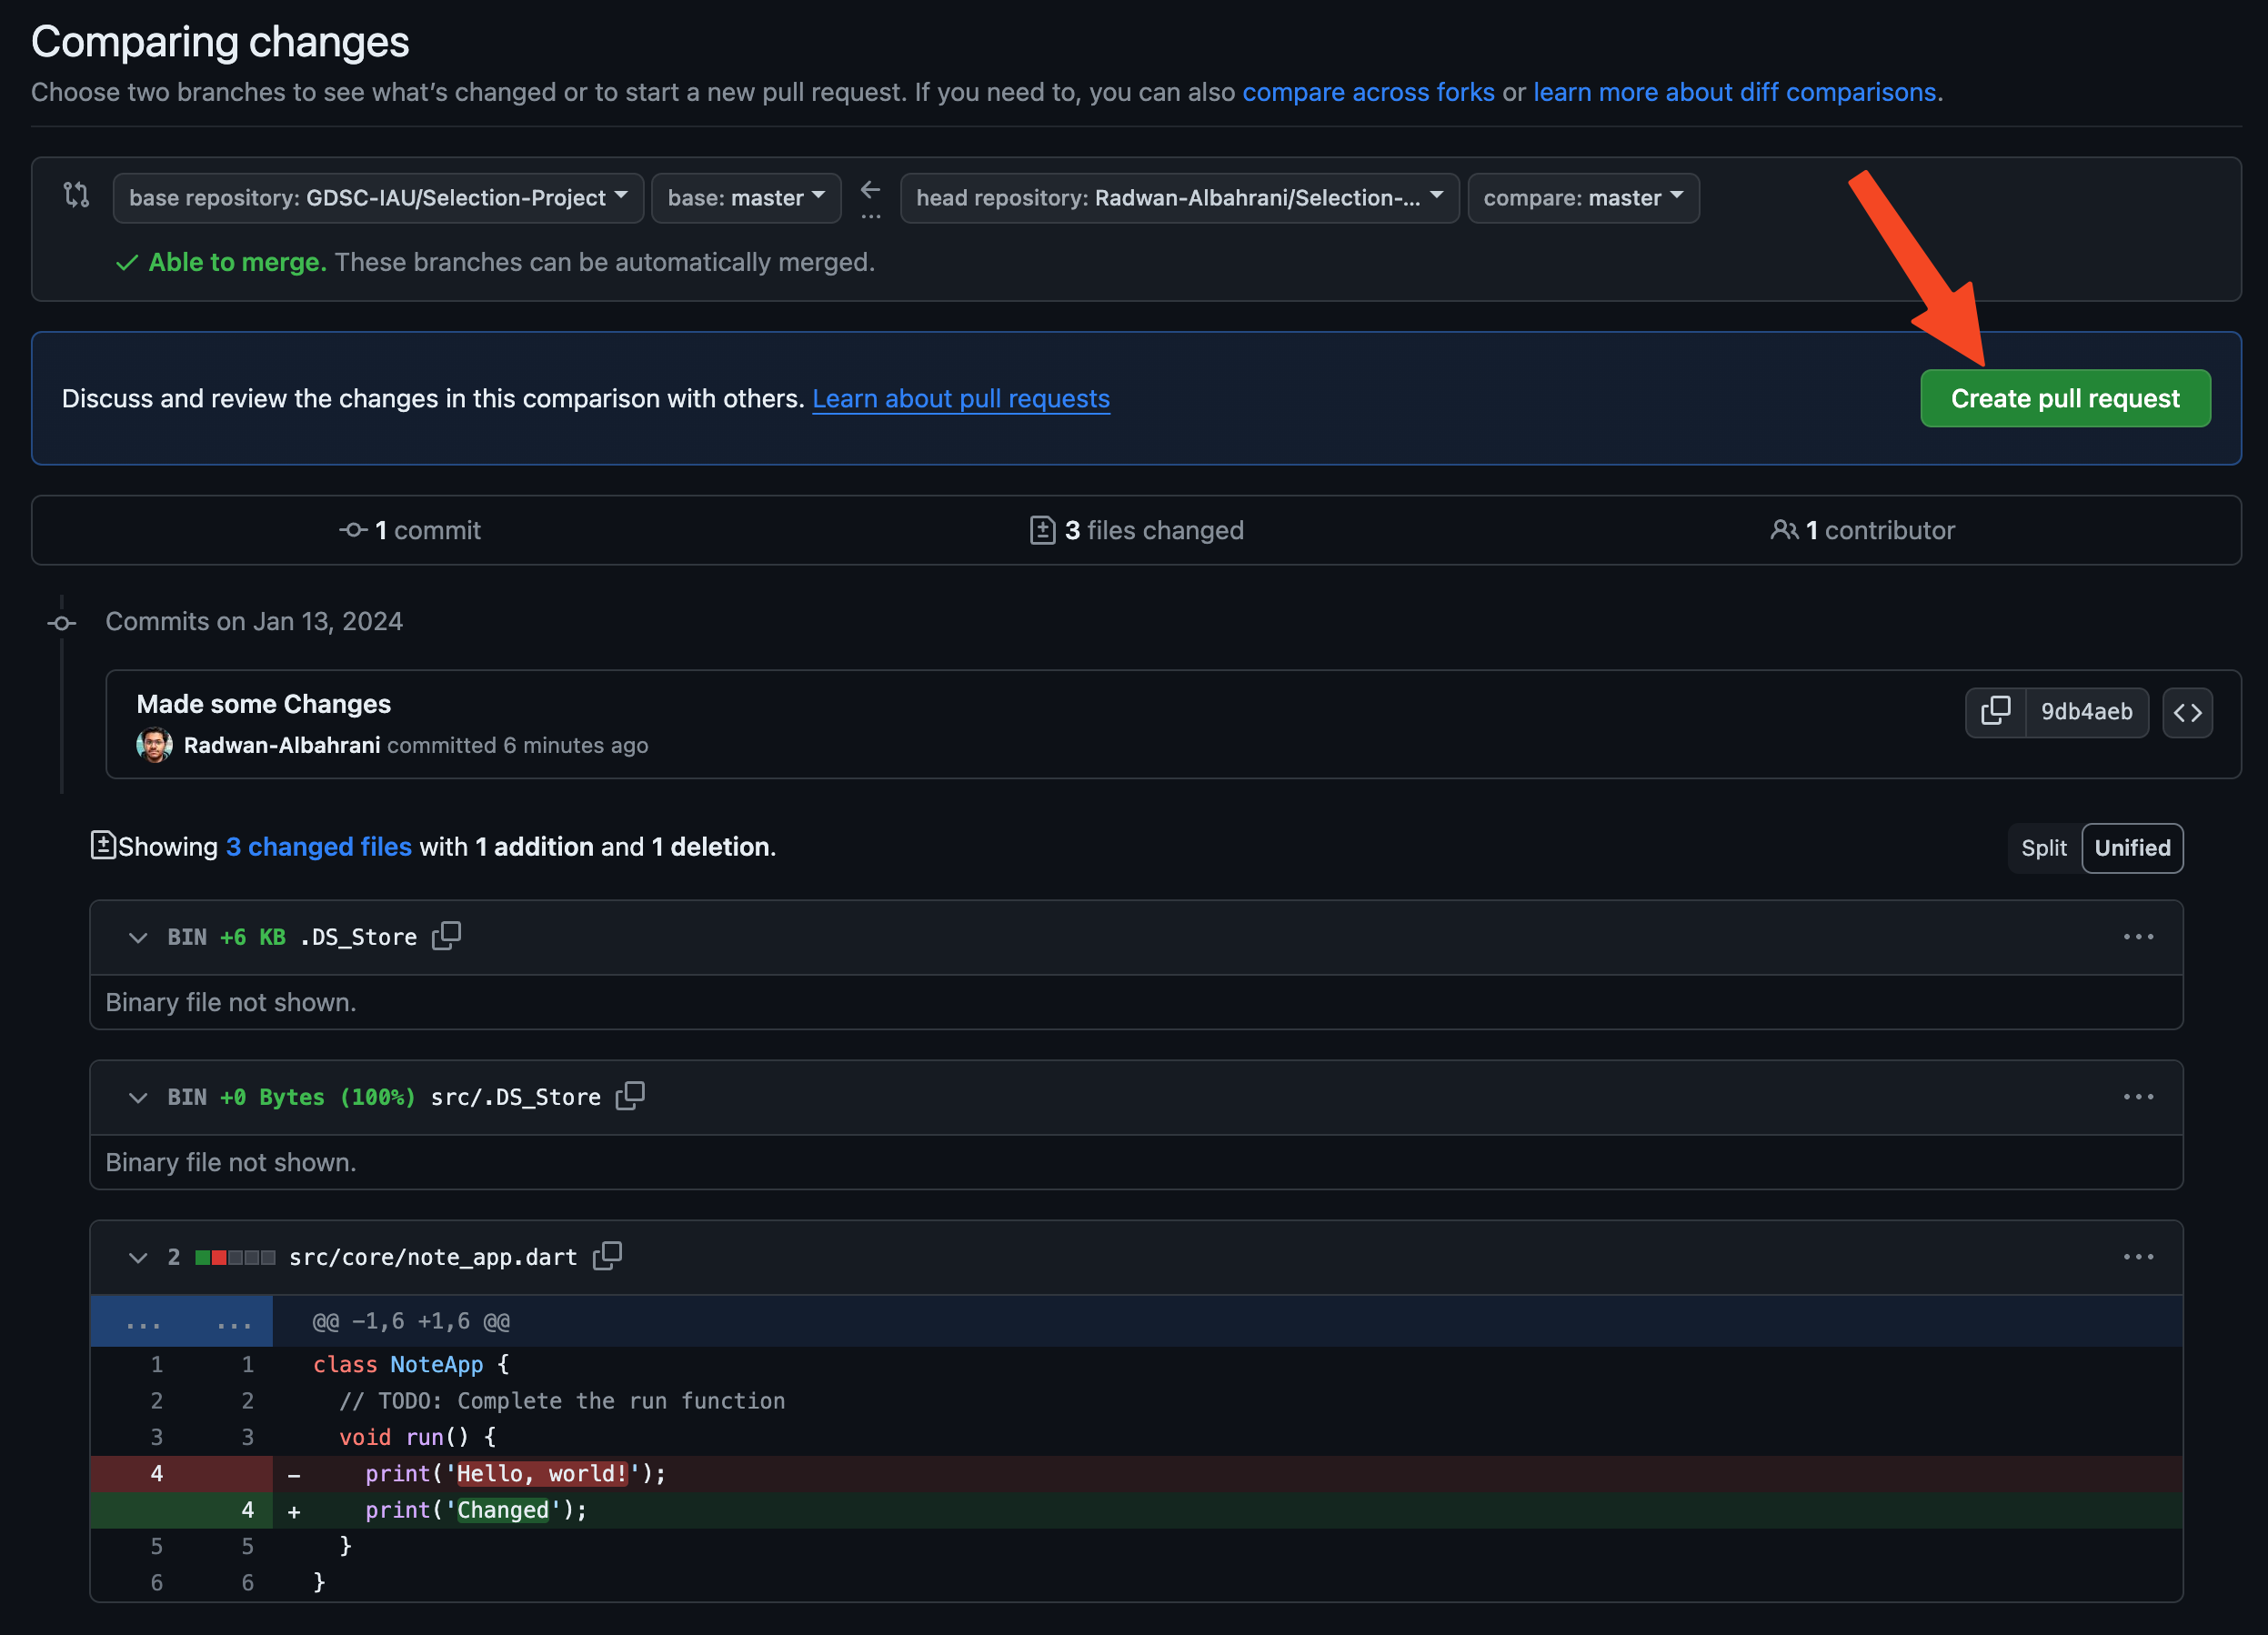 Comparing changes
Choose two branches to see what’s changed or to start a new pull request. If you need to, you can also compare across forks or learn more about diff comparisons.
base repository: GDSC-IAU/Selection-Project base: master ... head repository: Radwan-Albahrani/Selection-... compare: master
Able to merge. These branches can be automatically merged.
Discuss and review the changes in this comparison with others. Learn about pull requests Create pull request
1 commit 3 files changed 1 contributor
Commits on Jan 13, 2024
Made some Changes
9db4aeb
Radwan-Albahrani committed 6 minutes ago
Showing 3 changed files with 1 addition and 1 deletion. Split Unified
BIN +6 KB .DS_Store
Binary file not shown.
BIN +0 Bytes (100%) src/.DS_Store
Binary file not shown.
2 src/core/note_app.dart
... ... @@ -1,6 +1,6 @@
1 1 class NoteApp {
2 2 // TODO: Complete the run function
3 3 void run() {
4 - print('Hello, world!');
4 + print('Changed');
5 5 }
6 6 }